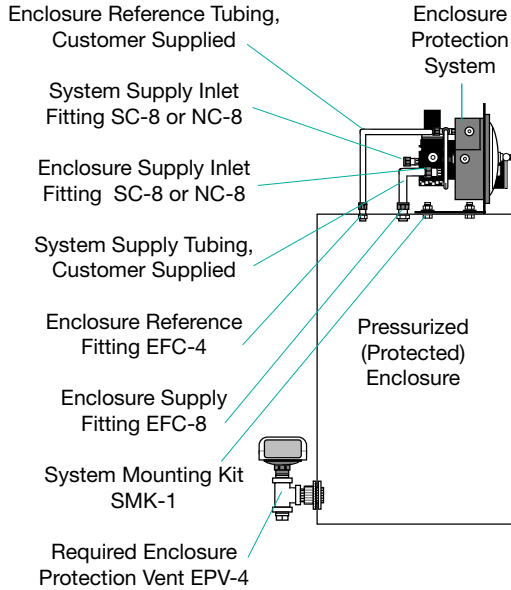 Enclosure Reference Tubing,
Customer Supplied
Enclosure
Protection
System
System Supply Inlet
Fitting SC-8 or NC-8
Enclosure Supply Inlet
Fitting SC-8 or NC-8
System Supply Tubing,
Customer Supplied
Enclosure Reference
Fitting EFC-4
Pressurized
(Protected)
Enclosure
Enclosure Supply
Fitting EFC-8
System Mounting Kit
SMK-1
Required Enclosure
Protection Vent EPV-4